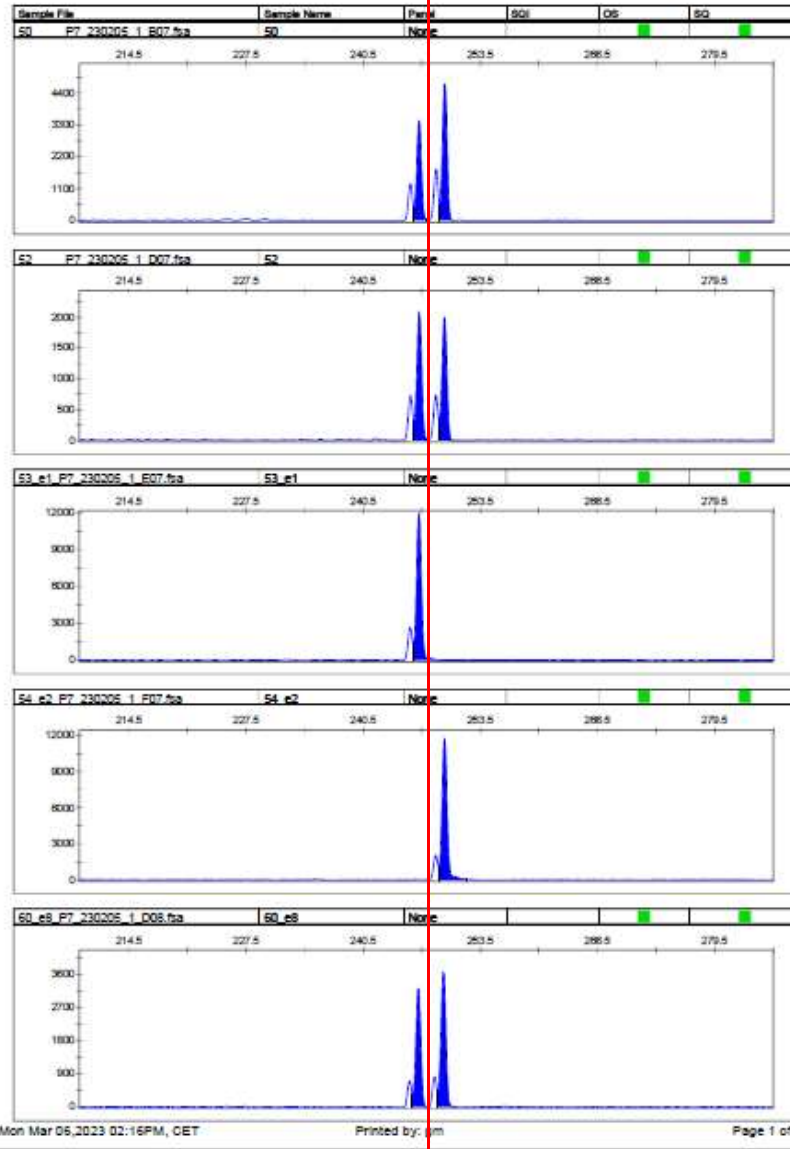 Sample File Sample Name Panel SQI OS SQ
50 P7_230205_1_B07.fsa 50 None
214.5 227.5 240.5 253.5 266.5 279.5
4400
3300
2200
1100
0
52 P7_230205_1_D07.fsa 52 None
214.5 227.5 240.5 253.5 266.5 279.5
2000
1500
1000
500
0
53_e1_P7_230205_1_E07.fsa 53_e1 None
214.5 227.5 240.5 253.5 266.5 279.5
12000
9000
6000
3000
0
54_e2_P7_230205_1_F07.fsa 54_e2 None
214.5 227.5 240.5 253.5 266.5 279.5
12000
9000
6000
3000
0
60_e8_P7_230205_1_D08.fsa 60_e8 None
214.5 227.5 240.5 253.5 266.5 279.5
3600
2700
1800
900
0
Mon Mar 06,2023 02:16PM, CET Printed by: gm Page 1 of